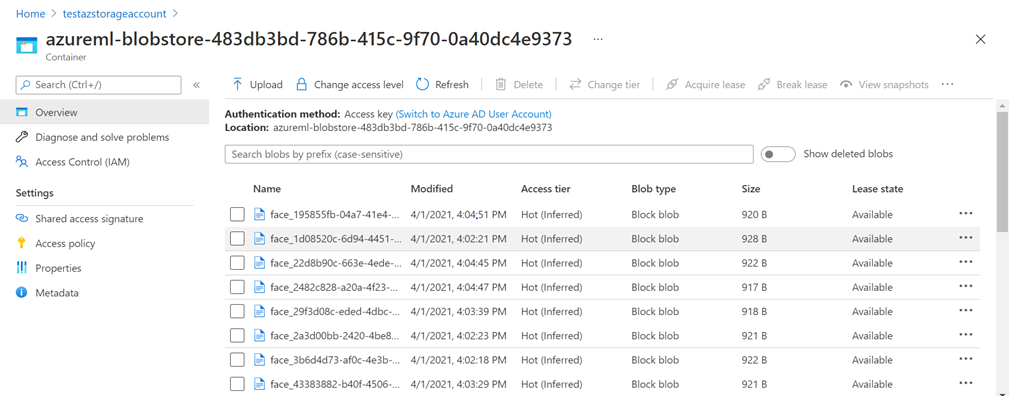 Home > testazstorageaccount >
azureml-blobstore-483db3bd-786b-415c-9f70-0a40dc4e9373 ...
Container
Search (Ctrl+/) «
Overview
Diagnose and solve problems
Access Control (IAM)
Settings
Shared access signature
Access policy
Properties
Metadata
Upload Change access level Refresh Delete Change tier Acquire lease Break lease View snapshots ...
Authentication method: Access key (Switch to Azure AD User Account)
Location: azureml-blobstore-483db3bd-786b-415c-9f70-0a40dc4e9373
Search blobs by prefix (case-sensitive) Show deleted blobs
Name Modified Access tier Blob type Size Lease state
face_195855fb-04a7-41e4-... 4/1/2021, 4:04:51 PM Hot (Inferred) Block blob 920 B Available ...
face_1d08520c-6d94-4451-... 4/1/2021, 4:02:21 PM Hot (Inferred) Block blob 928 B Available ...
face_22d8b90c-663e-4ede-... 4/1/2021, 4:04:45 PM Hot (Inferred) Block blob 922 B Available ...
face_2482c828-a20a-4f23-... 4/1/2021, 4:04:47 PM Hot (Inferred) Block blob 917 B Available ...
face_29f3d08c-eded-4dbc-... 4/1/2021, 4:03:39 PM Hot (Inferred) Block blob 918 B Available ...
face_2a3d00bb-2420-4be8... 4/1/2021, 4:02:23 PM Hot (Inferred) Block blob 921 B Available ...
face_3b6d4d73-af0c-4e3b-... 4/1/2021, 4:02:18 PM Hot (Inferred) Block blob 922 B Available ...
face_43383882-b40f-4506-... 4/1/2021, 4:03:29 PM Hot (Inferred) Block blob 921 B Available ...